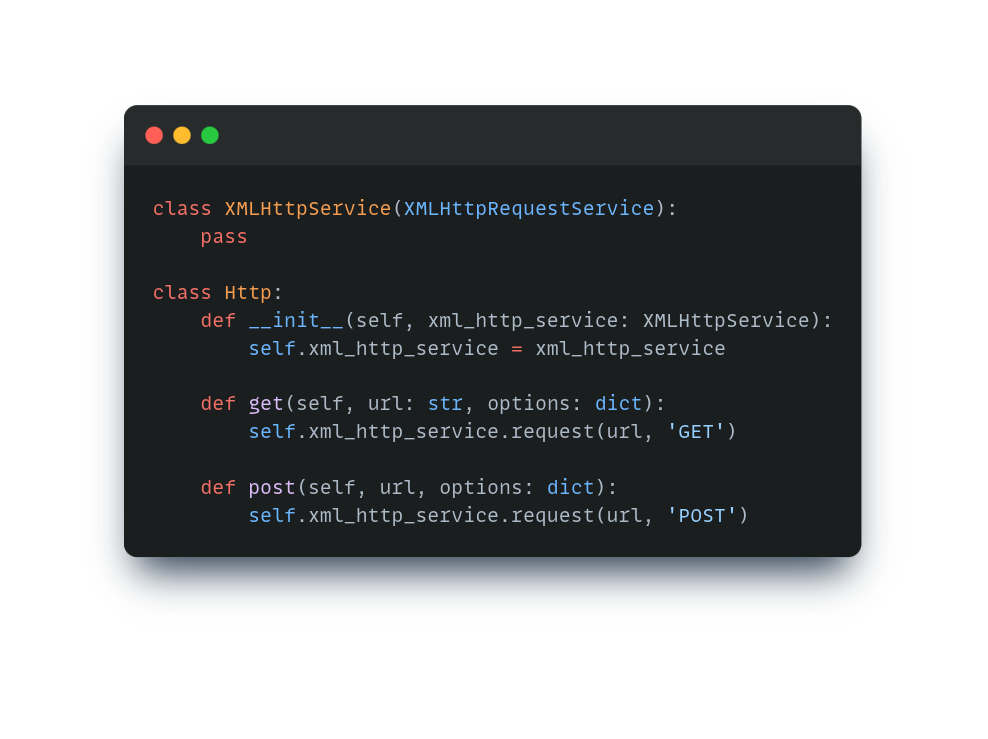 class XMLHttpService(XMLHttpRequestService):
    pass

class Http:
    def __init__(self, xml_http_service: XMLHttpService):
        self.xml_http_service = xml_http_service

    def get(self, url: str, options: dict):
        self.xml_http_service.request(url, 'GET')

    def post(self, url, options: dict):
        self.xml_http_service.request(url, 'POST')